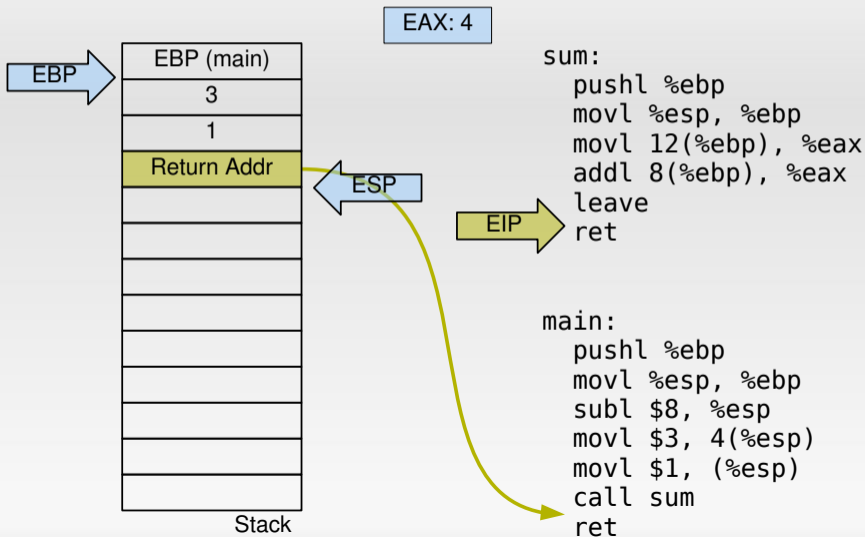 EAX: 4
EBP
EBP (main)
3
1
Return Addr
ESP
Stack
EIP
sum:
pushl %ebp
movl %esp, %ebp
movl 12(%ebp), %eax
addl 8(%ebp), %eax
leave
ret
main:
pushl %ebp
movl %esp, %ebp
subl $8, %esp
movl $3, 4(%esp)
movl $1, (%esp)
call sum
ret